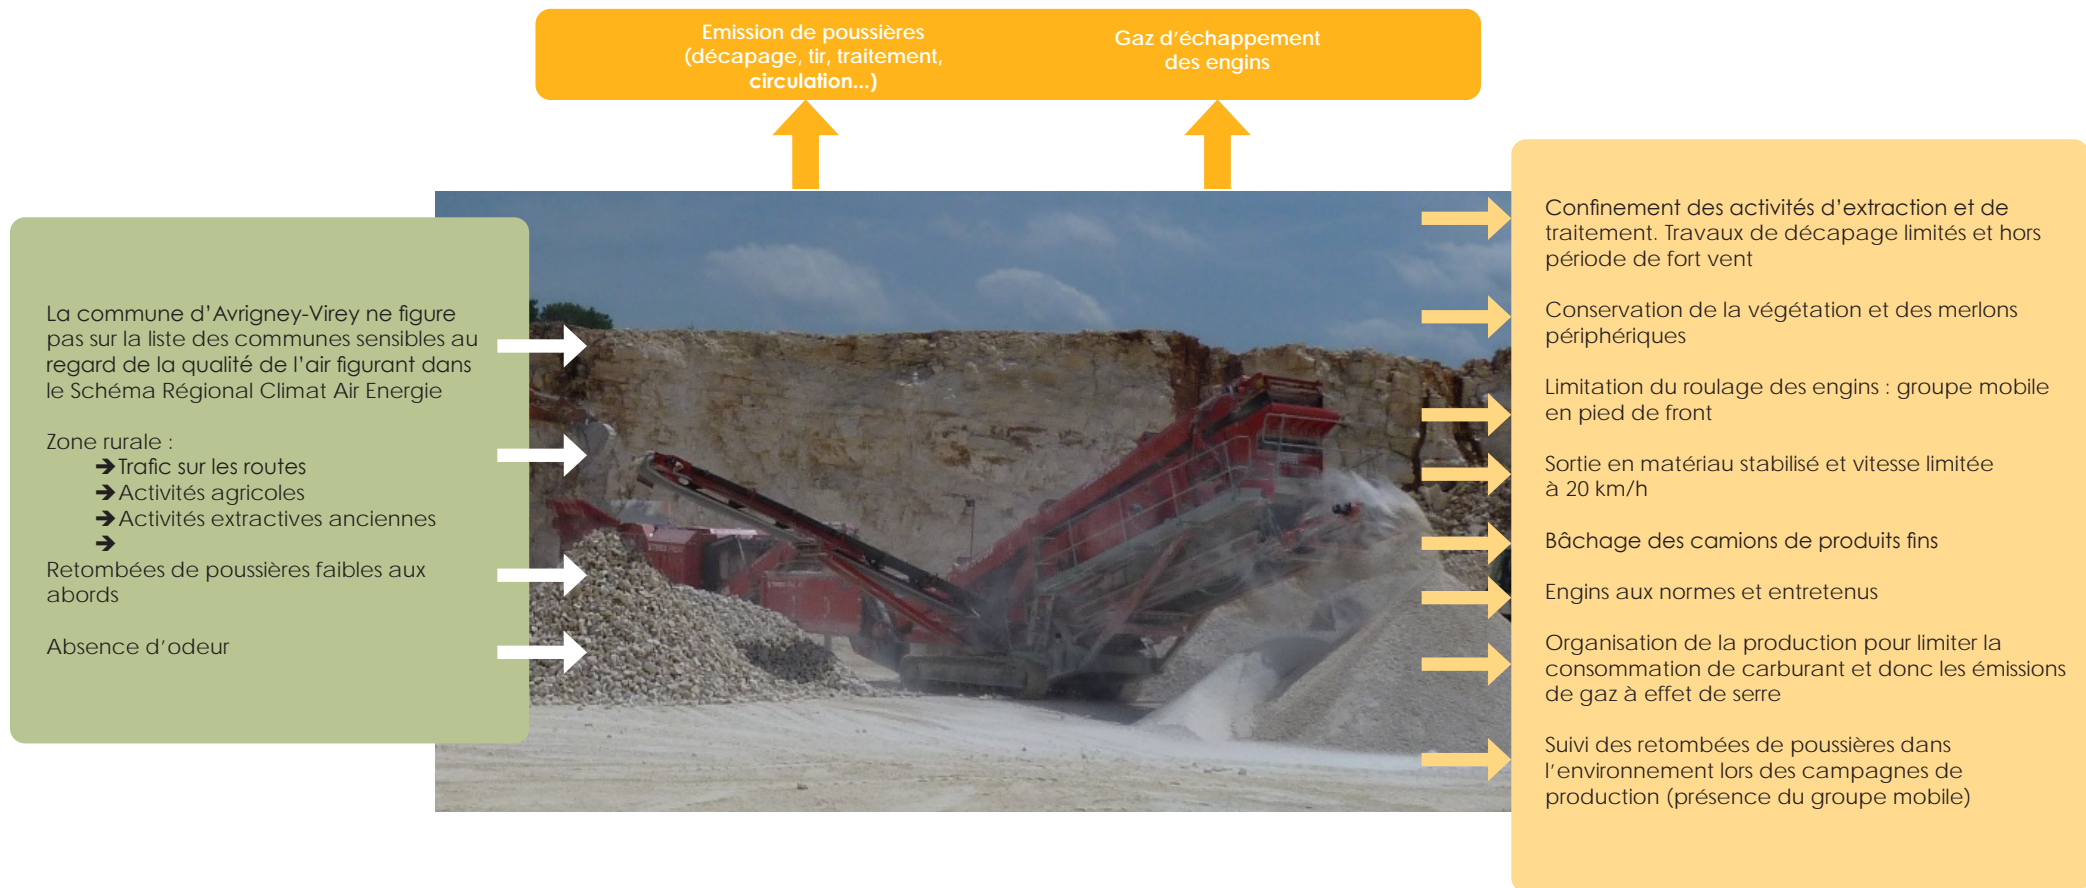 Emission de poussières
(décapage, tir, traitement,
circulation...)
Gaz d'échappement
des engins
La commune d'Avrigney-Virey ne figure
pas sur la liste des communes sensibles au
regard de la qualité de l'air figurant dans
le Schéma Régional Climat Air Energie
Zone rurale :
➔Trafic sur les routes
➔Activités agricoles
➔Activités extractives anciennes
➔
Retombées de poussières faibles aux
abords
Absence d'odeur
Confinement des activités d'extraction et de
traitement. Travaux de décapage limités et hors
période de fort vent
Conservation de la végétation et des merlons
périphériques
Limitation du roulage des engins : groupe mobile
en pied de front
Sortie en matériau stabilisé et vitesse limitée
à 20 km/h
Bâchage des camions de produits fins
Engins aux normes et entretenus
Organisation de la production pour limiter la
consommation de carburant et donc les émissions
de gaz à effet de serre
Suivi des retombées de poussières dans
l'environnement lors des campagnes de
production (présence du groupe mobile)